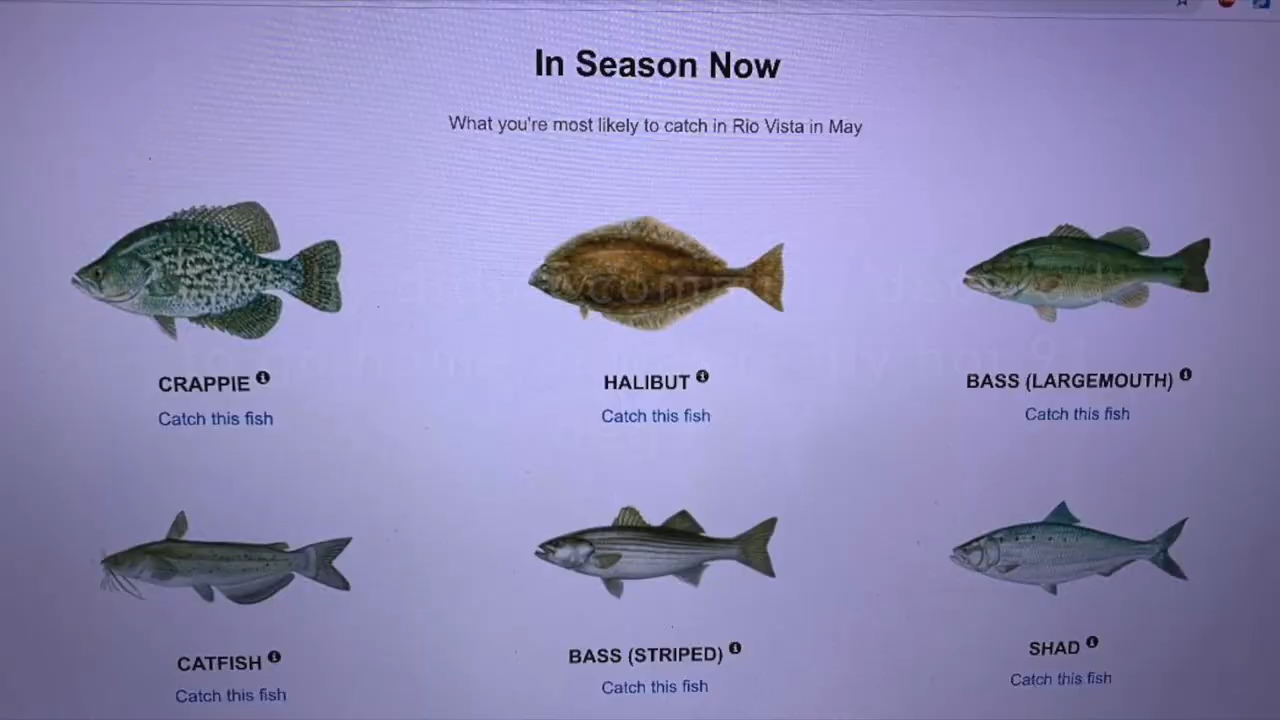 In Season Now
What you're most likely to catch in Rio Vista in May
CRAPPIE
Catch this fish
HALIBUT
Catch this fish
BASS (LARGEMOUTH)
Catch this fish
CATFISH
Catch this fish
BASS (STRIPED)
Catch this fish
SHAD
Catch this fish